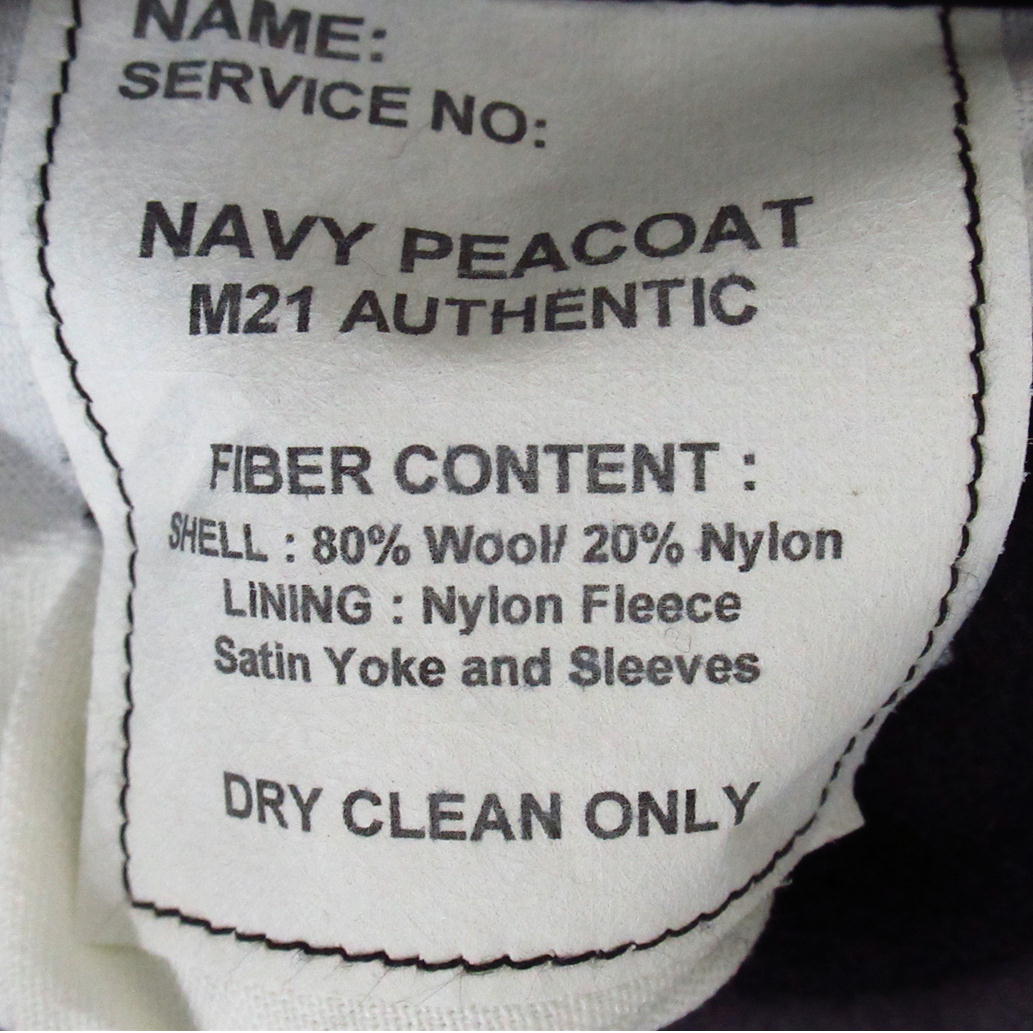 NAME:
SERVICE NO:
NAVY PEACOAT
M21 AUTHENTIC
FIBER CONTENT :
SHELL : 80% Wool/ 20% Nylon
LINING : Nylon Fleece
Satin Yoke and Sleeves
DRY CLEAN ONLY